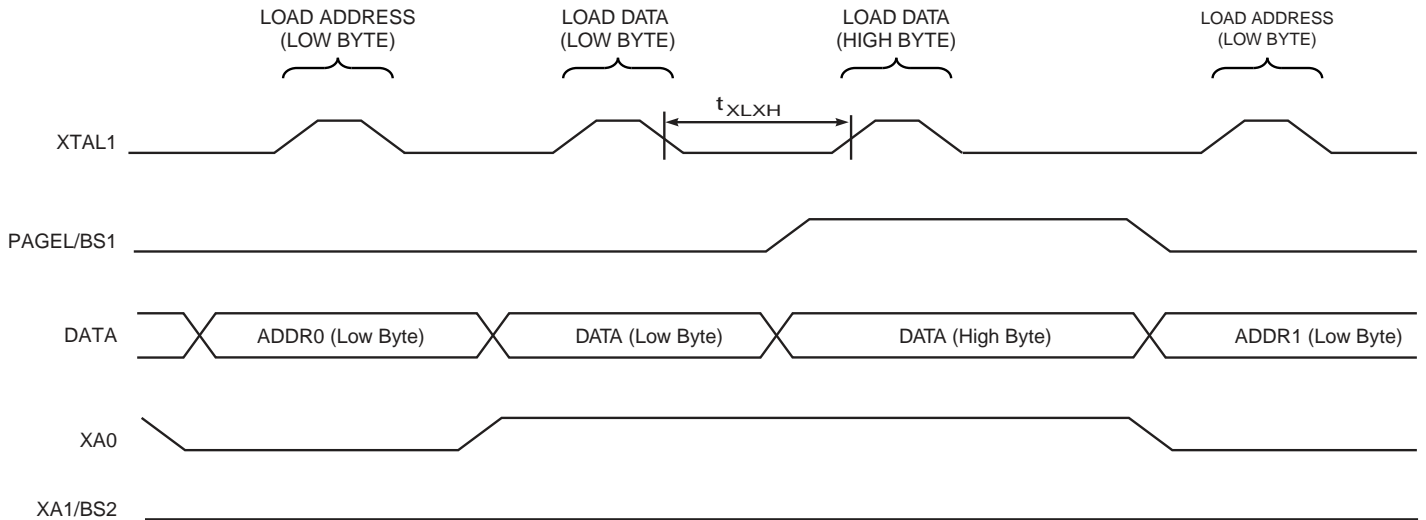 LOAD ADDRESS
(LOW BYTE)
LOAD DATA
(LOW BYTE)
LOAD DATA
(HIGH BYTE)
LOAD ADDRESS
(LOW BYTE)
tXLXH
XTAL1
PAGEL/BS1
DATA
ADDR0 (Low Byte)
DATA (Low Byte)
DATA (High Byte)
ADDR1 (Low Byte)
XA0
XA1/BS2